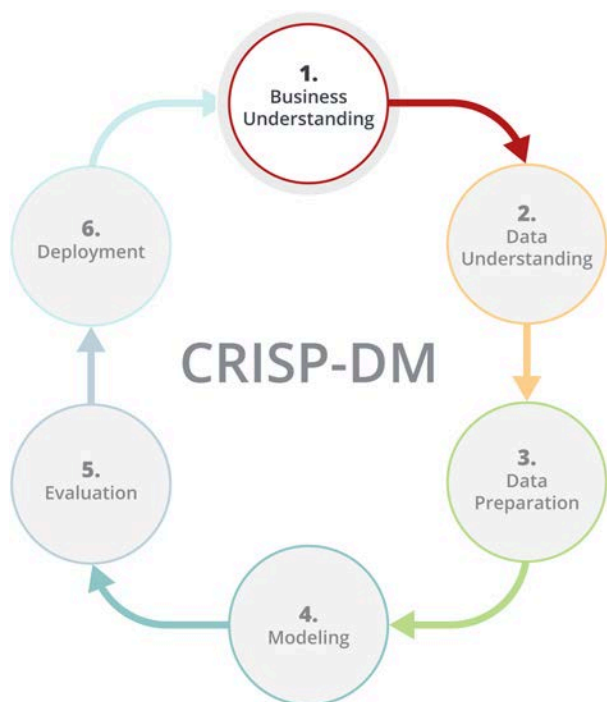 1.
Business
Understanding
2.
Data
Understanding
3.
Data
Preparation
4.
Modeling
5.
Evaluation
6.
Deployment
CRISP-DM